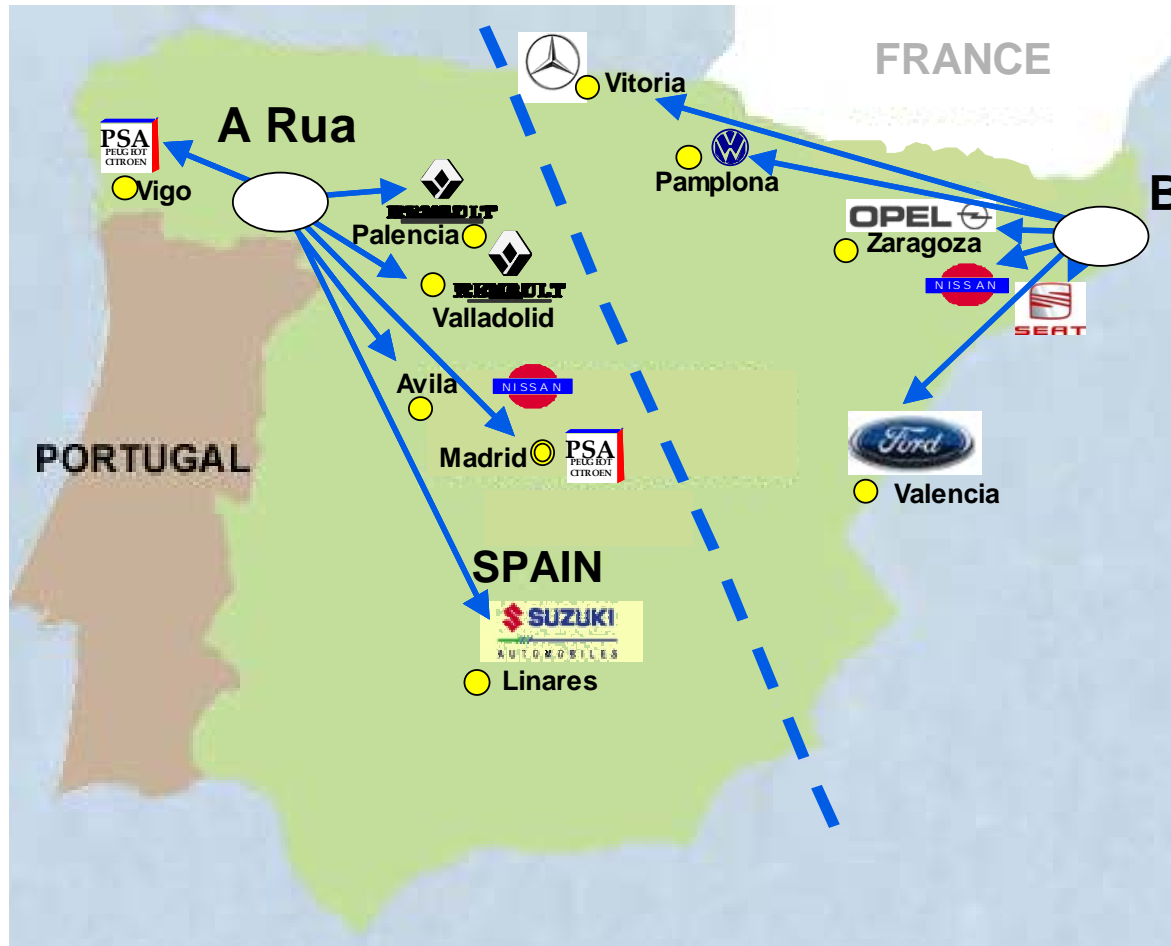 FRANCE
Vitoria
A Rua
PSA
PEUGEOT
CITROEN
Vigo
Pamplona
B
RENAULT
Palencia
OPEL
Zaragoza
RENAULT
NISSAN
Valladolid
SEAT
Avila
NISSAN
Ford
PORTUGAL
Madrid
PSA
PEUGEOT
CITROEN
Valencia
SPAIN
SUZUKI
AUTOMOBILES
Linares